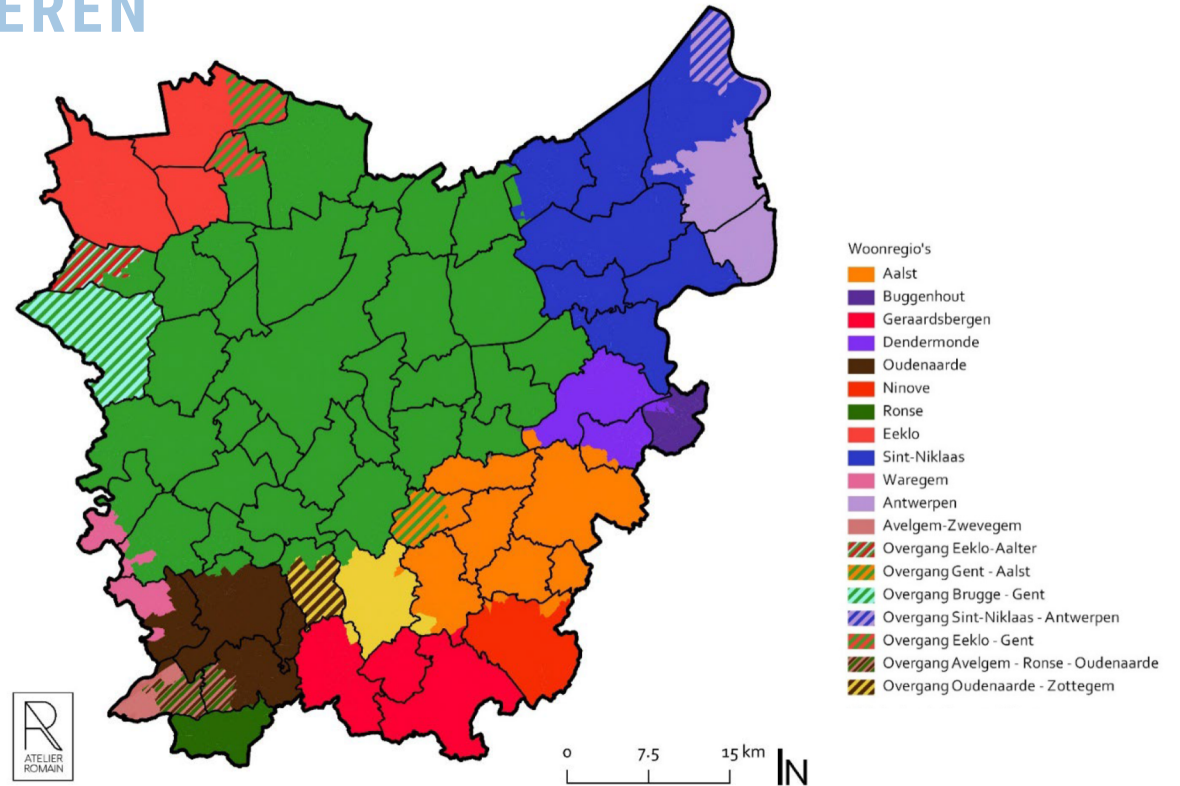 EREN
Woonregio's
Aalst
Buggenhout
Geraardsbergen
Dendermonde
Oudenaarde
Ninove
Ronse
Eeklo
Sint-Niklaas
Waregem
Antwerpen
Avelgem-Zwevegem
Overgang Eeklo-Aalter
Overgang Gent - Aalst
Overgang Brugge - Gent
Overgang Sint-Niklaas - Antwerpen
Overgang Eeklo - Gent
Overgang Avelgem - Ronse - Oudenaarde
Overgang Oudenaarde - Zottegem
R
ATELIER
ROMAIN
0 7.5 15 km
N